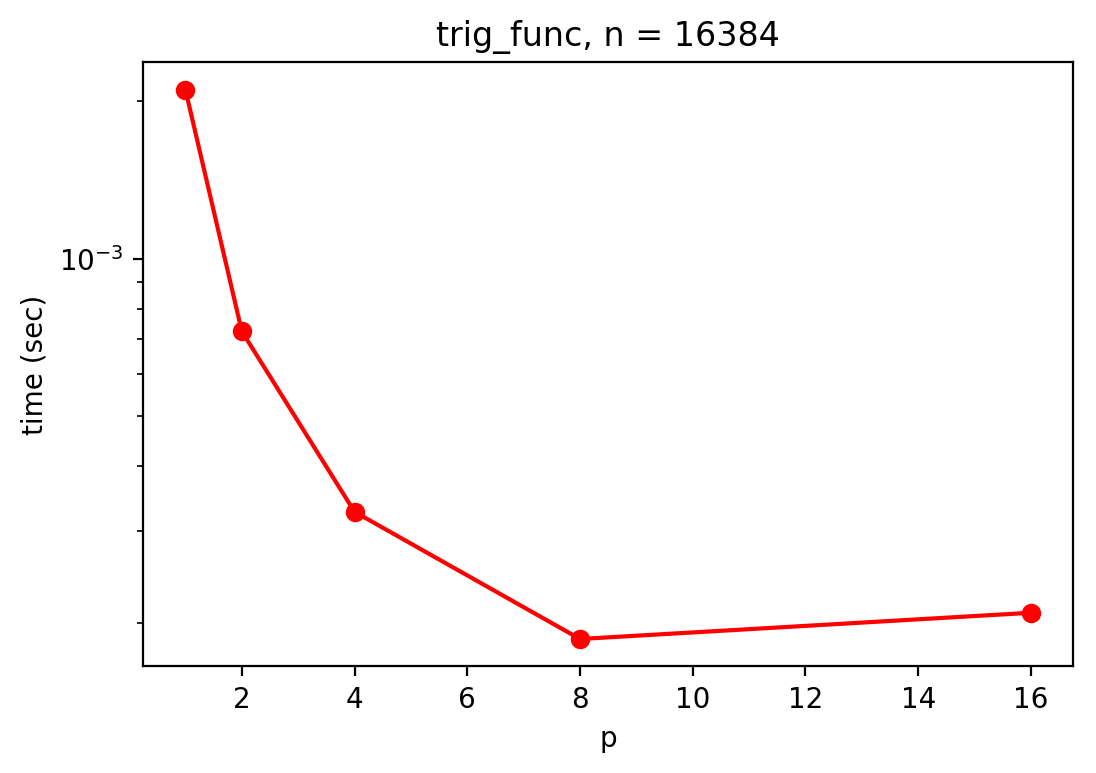 trig_func, n = 16384
10⁻³
time (sec)
2 4 6 8 10 12 14 16
p